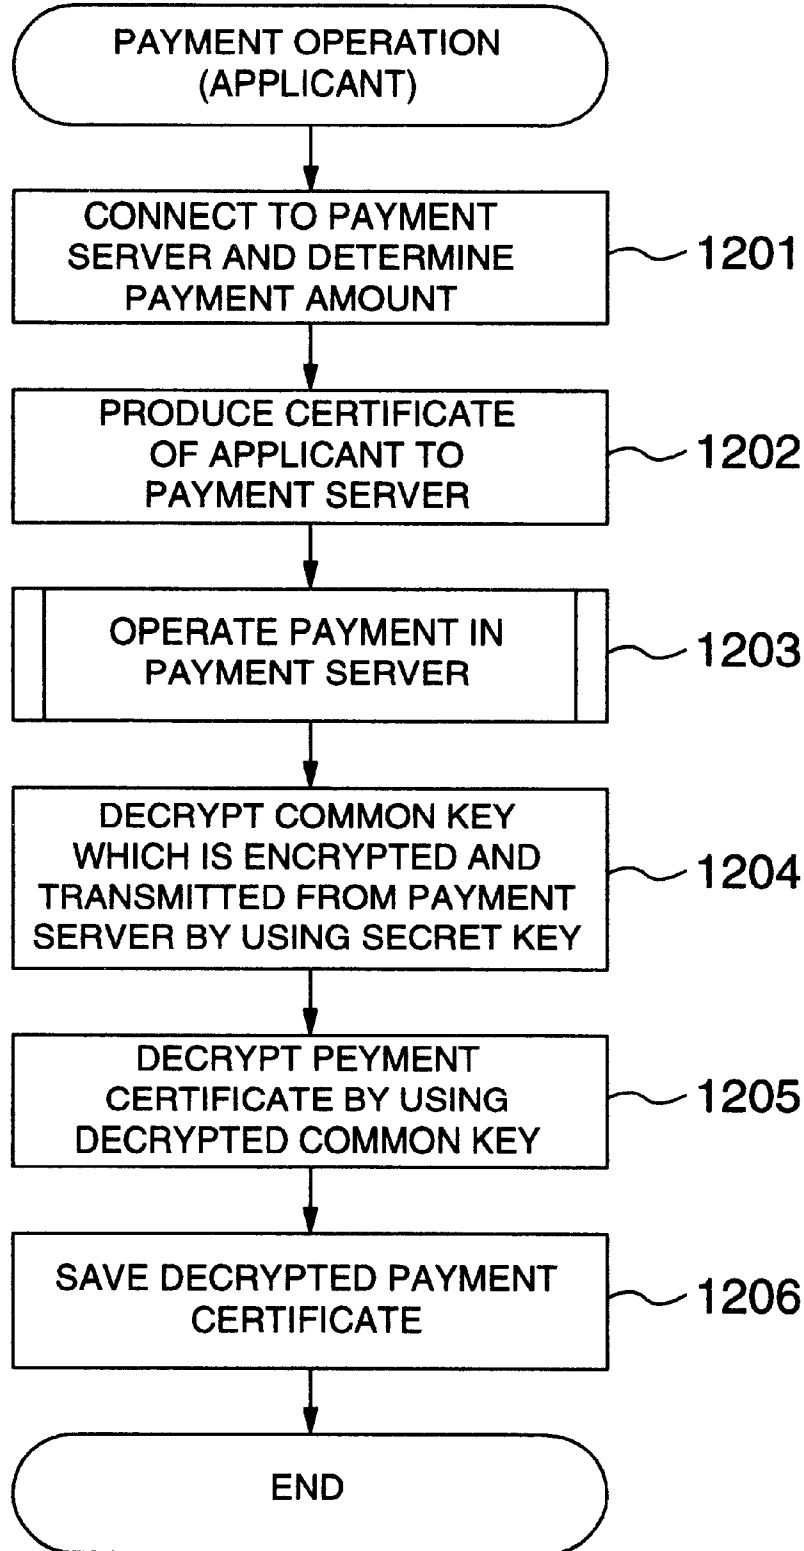 PAYMENT OPERATION
(APPLICANT)
CONNECT TO PAYMENT
SERVER AND DETERMINE
PAYMENT AMOUNT
1201
PRODUCE CERTIFICATE
OF APPLICANT TO
PAYMENT SERVER
1202
OPERATE PAYMENT IN
PAYMENT SERVER
1203
DECRYPT COMMON KEY
WHICH IS ENCRYPTED AND
TRANSMITTED FROM PAYMENT
SERVER BY USING SECRET KEY
1204
DECRYPT PEYMENT
CERTIFICATE BY USING
DECRYPTED COMMON KEY
1205
SAVE DECRYPTED PAYMENT
CERTIFICATE
1206
END